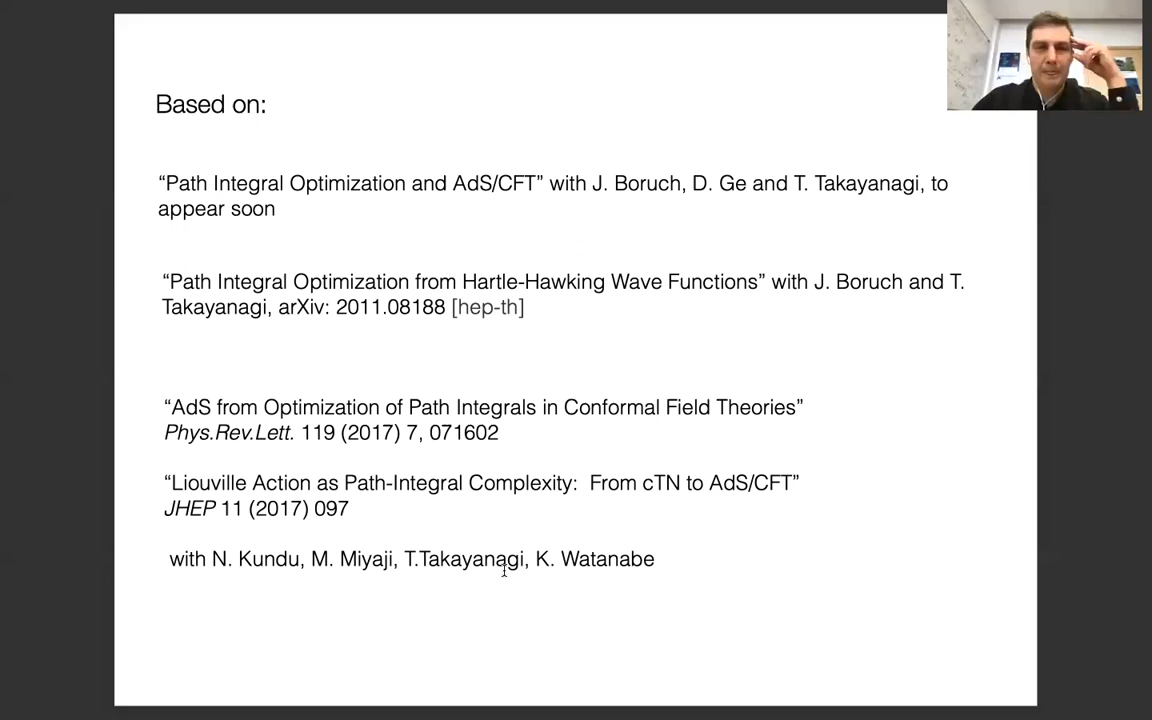 Based on:
“Path Integral Optimization and AdS/CFT” with J. Boruch, D. Ge and T. Takayanagi, to
appear soon
“Path Integral Optimization from Hartle-Hawking Wave Functions” with J. Boruch and T.
Takayanagi, arXiv: 2011.08188 [hep-th]
“AdS from Optimization of Path Integrals in Conformal Field Theories”
Phys.Rev.Lett. 119 (2017) 7, 071602
“Liouville Action as Path-Integral Complexity: From cTN to AdS/CFT”
JHEP 11 (2017) 097
with N. Kundu, M. Miyaji, T.Takayanagi, K. Watanabe